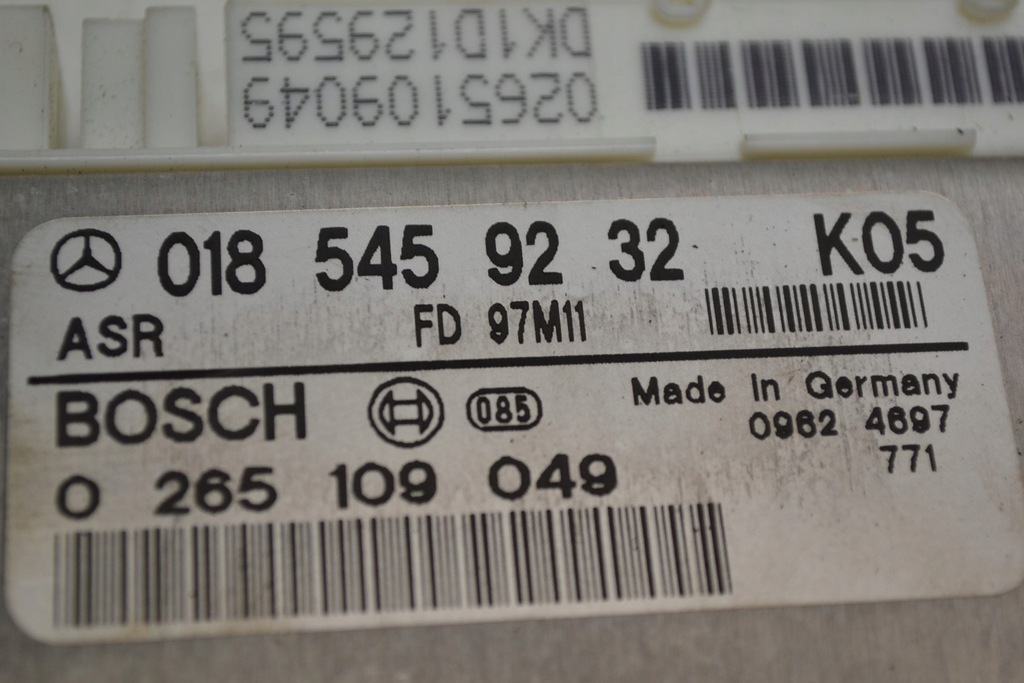 DK1D129595
0265109049
018 545 92 32 K05
ASR FD 97M11
BOSCH 085 Made In Germany
0962 4697
771
0 265 109 049